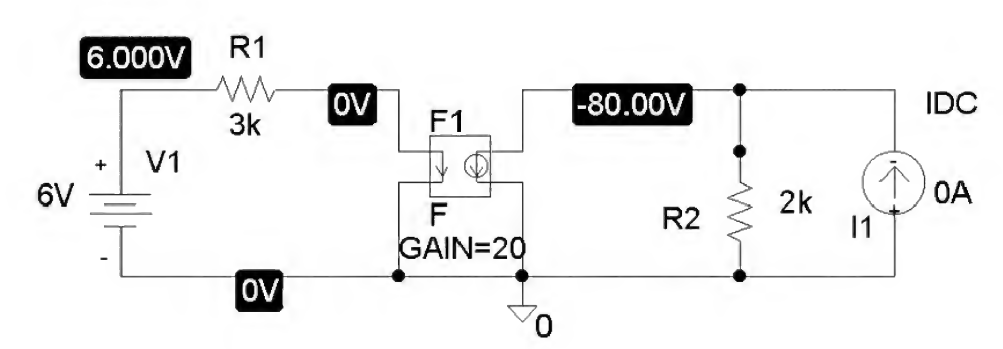 6.000V
R1
3k
0V
F1
-80.00V
IDC
+
V1
6V
-
F
GAIN=20
R2
2k
-
+
I1
0A
0V
0